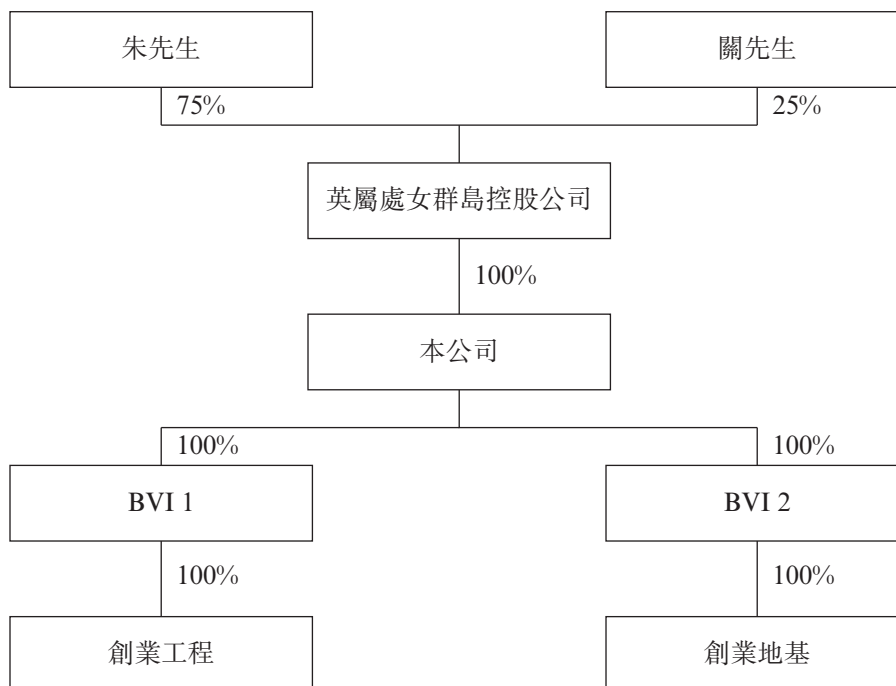 朱先生
關先生
75%
25%
英屬處女群島控股公司
100%
本公司
100%
100%
BVI 1
BVI 2
100%
100%
創業工程
創業地基